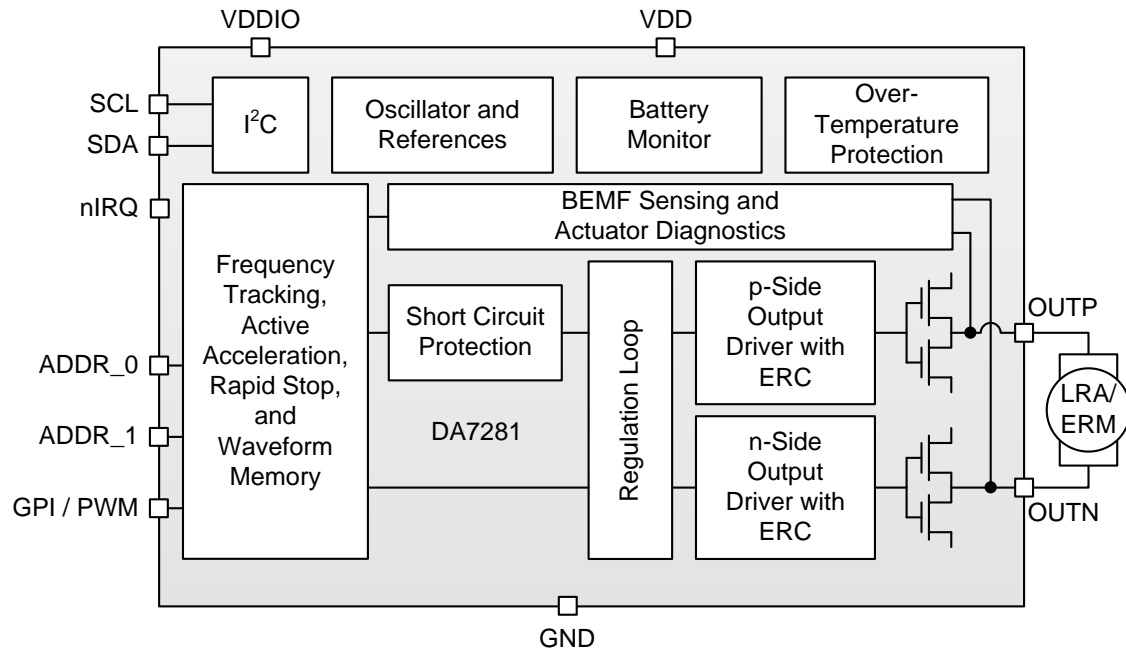 VDDIO
VDD
SCL
SDA
nIRQ
ADDR_0
ADDR_1
GPI / PWM
I²C
Oscillator and
References
Battery
Monitor
Over-
Temperature
Protection
BEMF Sensing and
Actuator Diagnostics
Frequency
Tracking,
Active
Acceleration,
Rapid Stop,
and
Waveform
Memory
Short Circuit
Protection
DA7281
Regulation Loop
p-Side
Output
Driver with
ERC
n-Side
Output
Driver with
ERC
OUTP
LRA/
ERM
OUTN
GND